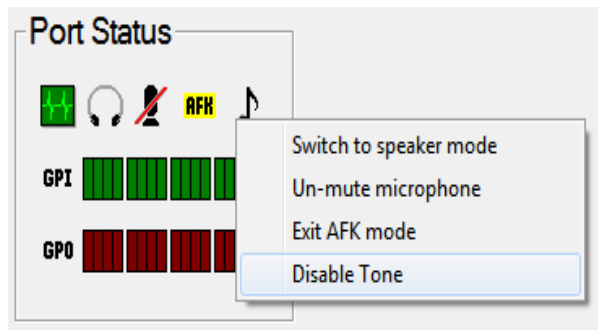 Port Status
AFK
Switch to speaker mode
GPI
Un-mute microphone
Exit AFK mode
GPO
Disable Tone